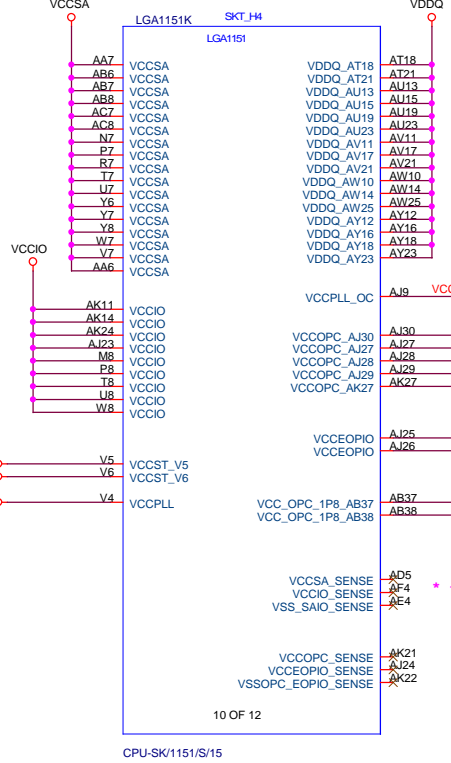 VCCSA
VDDQ
LGA1151K
SKT_H4
LGA1151
AA7 VCCSA VDDQ_AT18 AT18
AB6 VCCSA VDDQ_AT21 AT21
AB7 VCCSA VDDQ_AU13 AU13
AB8 VCCSA VDDQ_AU15 AU15
AC7 VCCSA VDDQ_AU19 AU19
AC8 VCCSA VDDQ_AU23 AU23
N7 VCCSA VDDQ_AV11 AV11
P7 VCCSA VDDQ_AV17 AV17
R7 VCCSA VDDQ_AV21 AV21
T7 VCCSA VDDQ_AW10 AW10
U7 VCCSA VDDQ_AW14 AW14
Y6 VCCSA VDDQ_AW25 AW25
Y7 VCCSA VDDQ_AY12 AY12
Y8 VCCSA VDDQ_AY16 AY16
W7 VCCSA VDDQ_AY18 AY18
V7 VCCSA VDDQ_AY23 AY23
AA6 VCCSA
VCCIO
VCCPLL_OC AJ9 VCC
AK11 VCCIO
AK14 VCCIO
AK24 VCCIO VCCOPC_AJ30 AJ30
AJ23 VCCIO VCCOPC_AJ27 AJ27
M8 VCCIO VCCOPC_AJ28 AJ28
P8 VCCIO VCCOPC_AJ29 AJ29
T8 VCCIO VCCOPC_AK27 AK27
U8 VCCIO
W8 VCCIO
VCCEOPIO AJ25
VCCEOPIO AJ26
V5 VCCST_V5
V6 VCCST_V6
V4 VCCPLL VCC_OPC_1P8_AB37 AB37
VCC_OPC_1P8_AB38 AB38
VCCSA_SENSE AD5
VCCIO_SENSE AF4 *
VSS_SAIO_SENSE AE4
VCCOPC_SENSE AK21
VCCEOPIO_SENSE AJ24
VSSOPC_EOPIO_SENSE AK22
10 OF 12
CPU-SK/1151/S/15